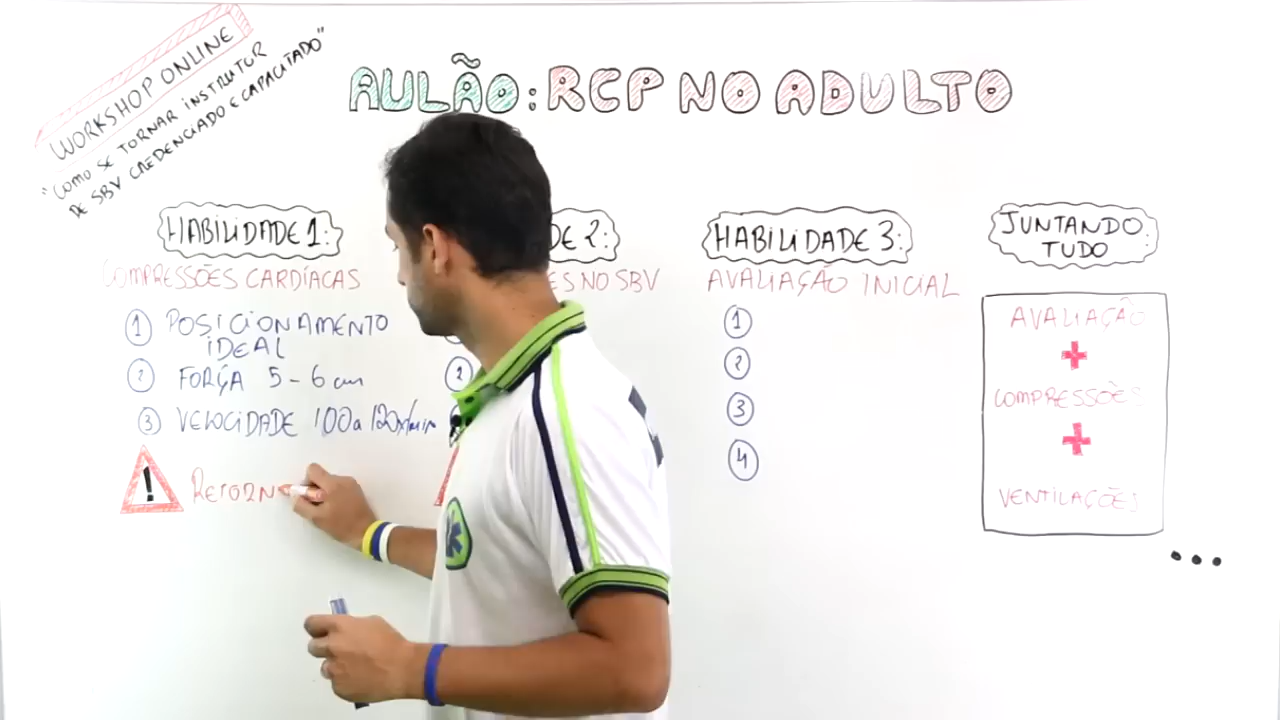 WORKSHOP ONLINE
"COMO SE TORNAR INSTRUTOR
DE SBV CREDENCIADO E CAPACITADO"
AULÃO: RCP NO ADULTO
HABILIDADE 1:
COMPRESSÕES CARDÍACAS
1 POSICIONAMENTO
IDEAL
2 FORÇA 5-6 cm
3 VELOCIDADE 100 a 120x/min
! RETORN
DE 2:
ES NO SBV
2
HABILIDADE 3:
AVALIAÇÃO INICIAL
1
2
3
4
JUNTANDO
TUDO:
AVALIAÇÃO
+
COMPRESSÕES
+
VENTILAÇÕES
...